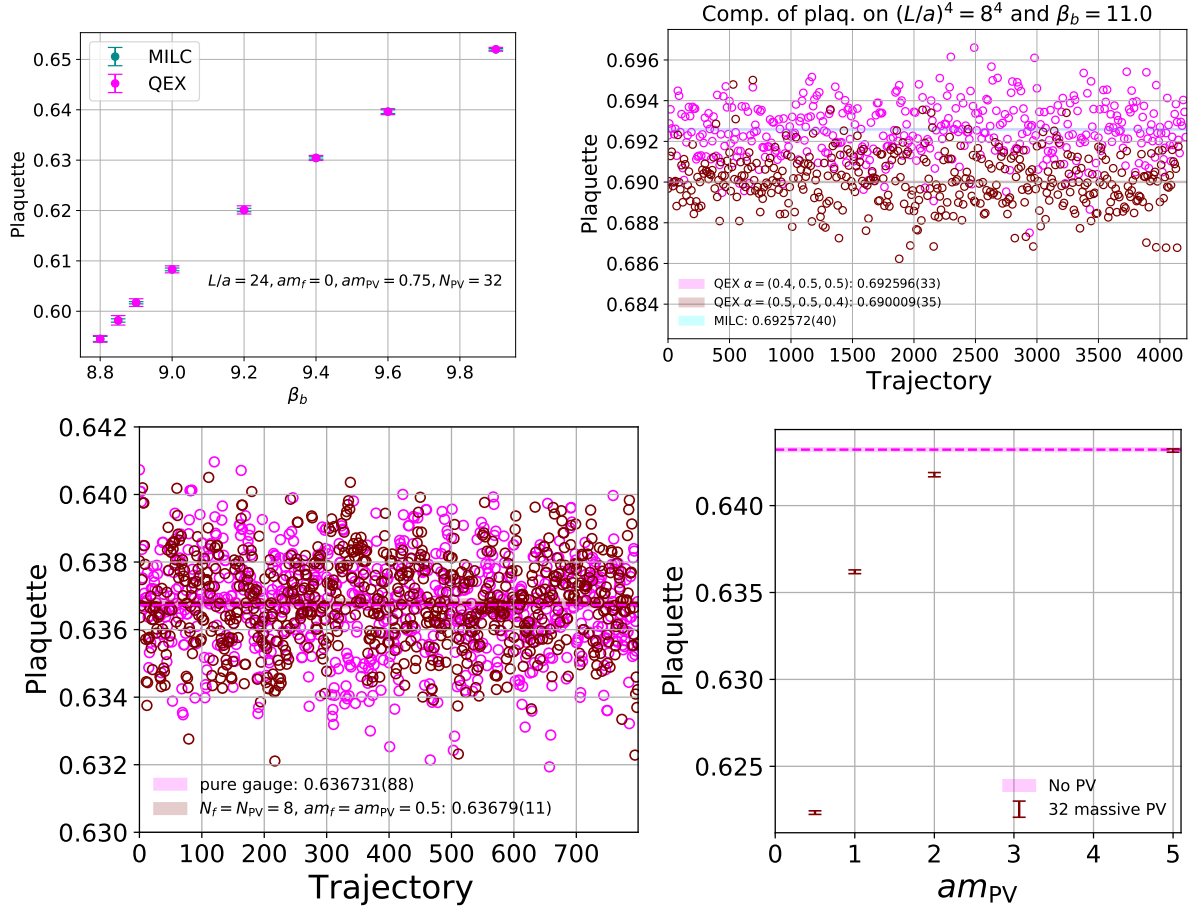 MILC
QEX
L/a = 24, am_f = 0, am_PV = 0.75, N_PV = 32
Plaquette
0.65
0.64
0.63
0.62
0.61
0.60
8.8
9.0
9.2
9.4
9.6
9.8
β_b
Comp. of plaq. on (L/a)^4 = 8^4 and β_b = 11.0
Plaquette
0.696
0.694
0.692
0.690
0.688
0.686
0.684
QEX α = (0.4, 0.5, 0.5): 0.692596(33)
QEX α = (0.5, 0.5, 0.4): 0.690009(35)
MILC: 0.692572(40)
0
500
1000
1500
2000
2500
3000
3500
4000
Trajectory
Plaquette
0.642
0.640
0.638
0.636
0.634
0.632
0.630
pure gauge: 0.636731(88)
N_f = N_PV = 8, am_f = am_PV = 0.5: 0.63679(11)
0
100
200
300
400
500
600
700
Trajectory
Plaquette
0.640
0.635
0.630
0.625
No PV
32 massive PV
0
1
2
3
4
5
am_PV